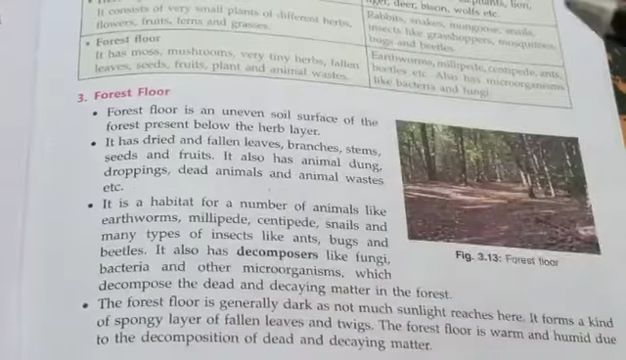 It consists of very small plants of different herbs,
flowers, fruits, ferns and grasses.
deer, bison, wolls etc.
Rabbits, snakes, mongoose, snails,
insects like grasshoppers, mosquitoes,
bugs and beetles.
• Forest floor
It has moss, mushrooms, very tiny herbs, fallen
leaves, seeds, fruits, plant and animal wastes.
Earthworms, millipede, centipede, ants,
beetles etc. Also has microorganisms
like bacteria and fungi.
3. Forest Floor
• Forest floor is an uneven soil surface of the
forest present below the herb layer.
• It has dried and fallen leaves, branches, stems,
seeds and fruits. It also has animal dung,
droppings, dead animals and animal wastes
etc.
• It is a habitat for a number of animals like
earthworms, millipede, centipede, snails and
many types of insects like ants, bugs and
beetles. It also has decomposers like fungi,
bacteria and other microorganisms, which
decompose the dead and decaying matter in the forest.
Fig. 3.13: Forest floor
• The forest floor is generally dark as not much sunlight reaches here. It forms a kind
of spongy layer of fallen leaves and twigs. The forest floor is warm and humid due
to the decomposition of dead and decaying matter.